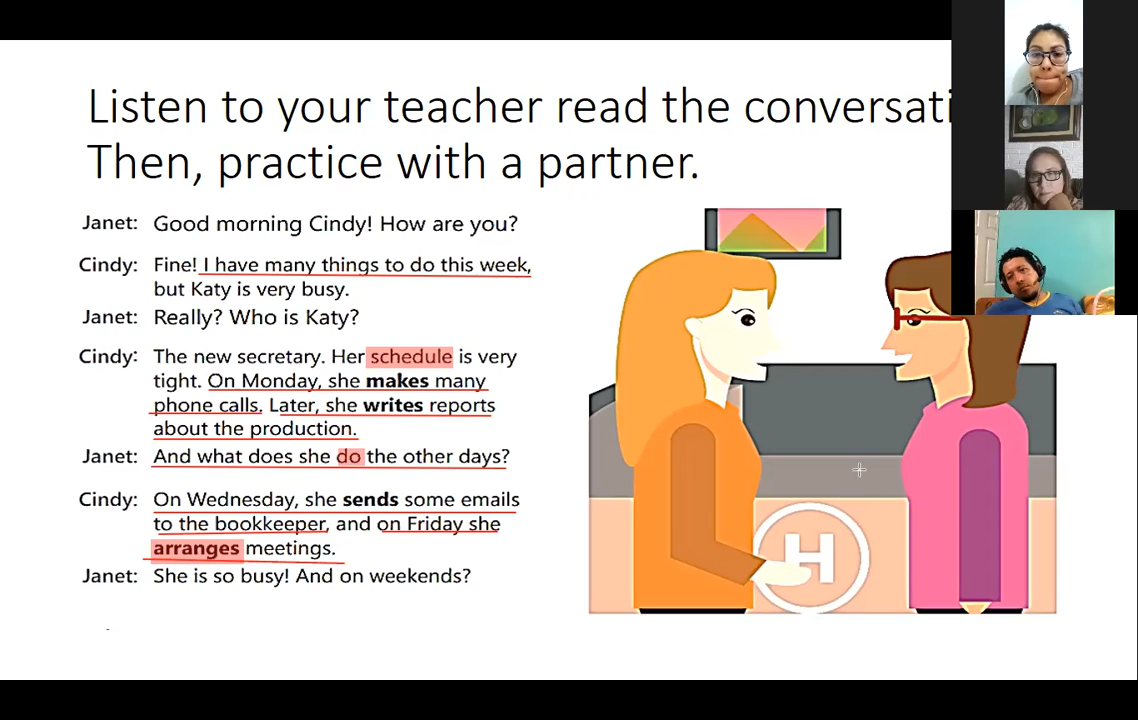 Listen to your teacher read the conversati
Then, practice with a partner.
Janet: Good morning Cindy! How are you?
Cindy: Fine! I have many things to do this week,
but Katy is very busy.
Janet: Really? Who is Katy?
Cindy: The new secretary. Her schedule is very
tight. On Monday, she makes many
phone calls. Later, she writes reports
about the production.
Janet: And what does she do the other days?
Cindy: On Wednesday, she sends some emails
to the bookkeeper, and on Friday she
arranges meetings.
Janet: She is so busy! And on weekends?
H